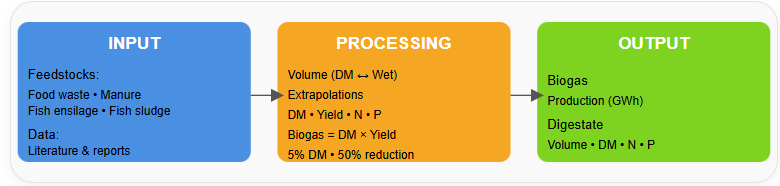 INPUT
Feedstocks:
Food waste • Manure
Fish ensilage • Fish sludge
Data:
Literature & reports
PROCESSING
Volume (DM ↔ Wet)
Extrapolations
DM • Yield • N • P
Biogas = DM × Yield
5% DM • 50% reduction
OUTPUT
Biogas
Production (GWh)
Digestate
Volume • DM • N • P